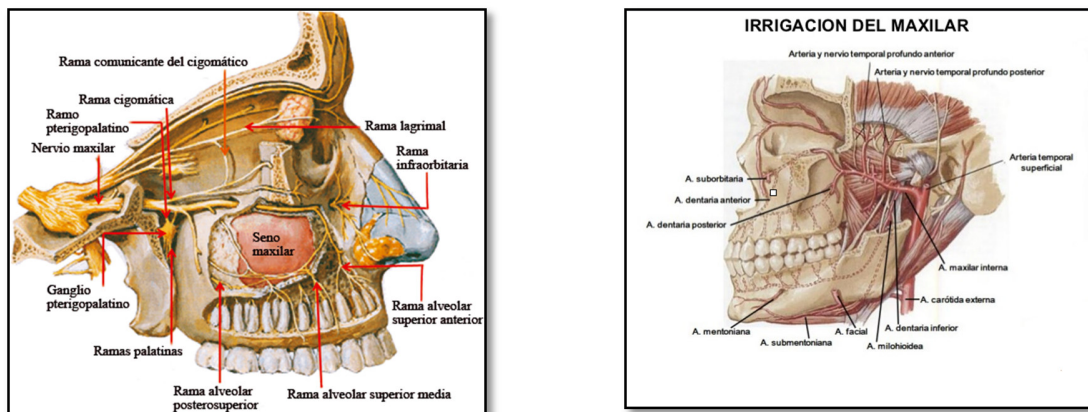 Rama comunicante del cigomático
Rama cigomática
Ramo
pterigopalatino
Nervio maxilar
Rama lagrimal
Rama
infraorbitaria
Seno
maxilar
Ganglio
pterigopalatino
Rama alveolar
superior anterior
Ramas palatinas
Rama alveolar
posterosuperior
Rama alveolar superior media
IRRIGACION DEL MAXILAR
Arteria y nervio temporal profundo anterior
Arteria y nervio temporal profundo posterior
Arteria temporal
superficial
A. suborbitaria
A. dentaria anterior
A. dentaria posterior
A. maxilar interna
A. carótida externa
A. mentoniana
A. facial
A. dentaria inferior
A. submentoniana
A. milohioidea